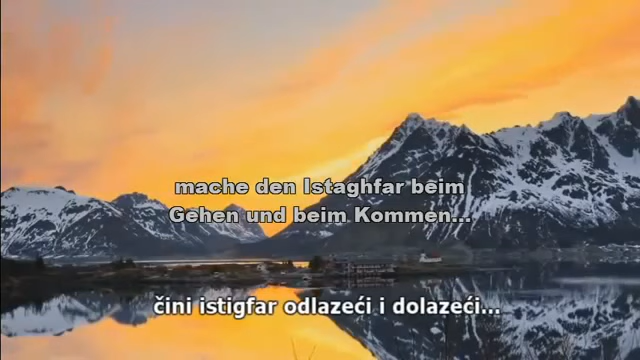 mache den Istaghfar beim
Gehen und beim Kommen...
čini istigfar odlazeći i dolazeći...